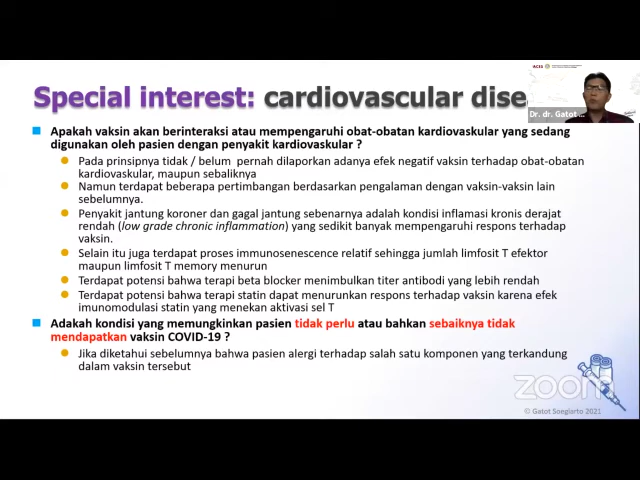 Special interest: cardiovascular dise
ACES
Dr. dr. Gatot
Apakah vaksin akan berinteraksi atau mempengaruhi obat-obatan kardiovaskular yang sedang
digunakan oleh pasien dengan penyakit kardiovaskular ?
Pada prinsipnya tidak / belum pernah dilaporkan adanya efek negatif vaksin terhadap obat-obatan
kardiovaskular, maupun sebaliknya
Namun terdapat beberapa pertimbangan berdasarkan pengalaman dengan vaksin-vaksin lain
sebelumnya.
Penyakit jantung koroner dan gagal jantung sebenarnya adalah kondisi inflamasi kronis derajat
rendah (low grade chronic inflammation) yang sedikit banyak mempengaruhi respons terhadap
vaksin.
Selain itu juga terdapat proses immunosenescence relatif sehingga jumlah limfosit T efektor
maupun limfosit T memory menurun
Terdapat potensi bahwa terapi beta blocker menimbulkan titer antibodi yang lebih rendah
Terdapat potensi bahwa terapi statin dapat menurunkan respons terhadap vaksin karena efek
imunomodulasi statin yang menekan aktivasi sel T
Adakah kondisi yang memungkinkan pasien tidak perlu atau bahkan sebaiknya tidak
mendapatkan vaksin COVID-19 ?
Jika diketahui sebelumnya bahwa pasien alergi terhadap salah satu komponen yang terkandung
dalam vaksin tersebut
zoom
© Gatot Soegiarto 2021